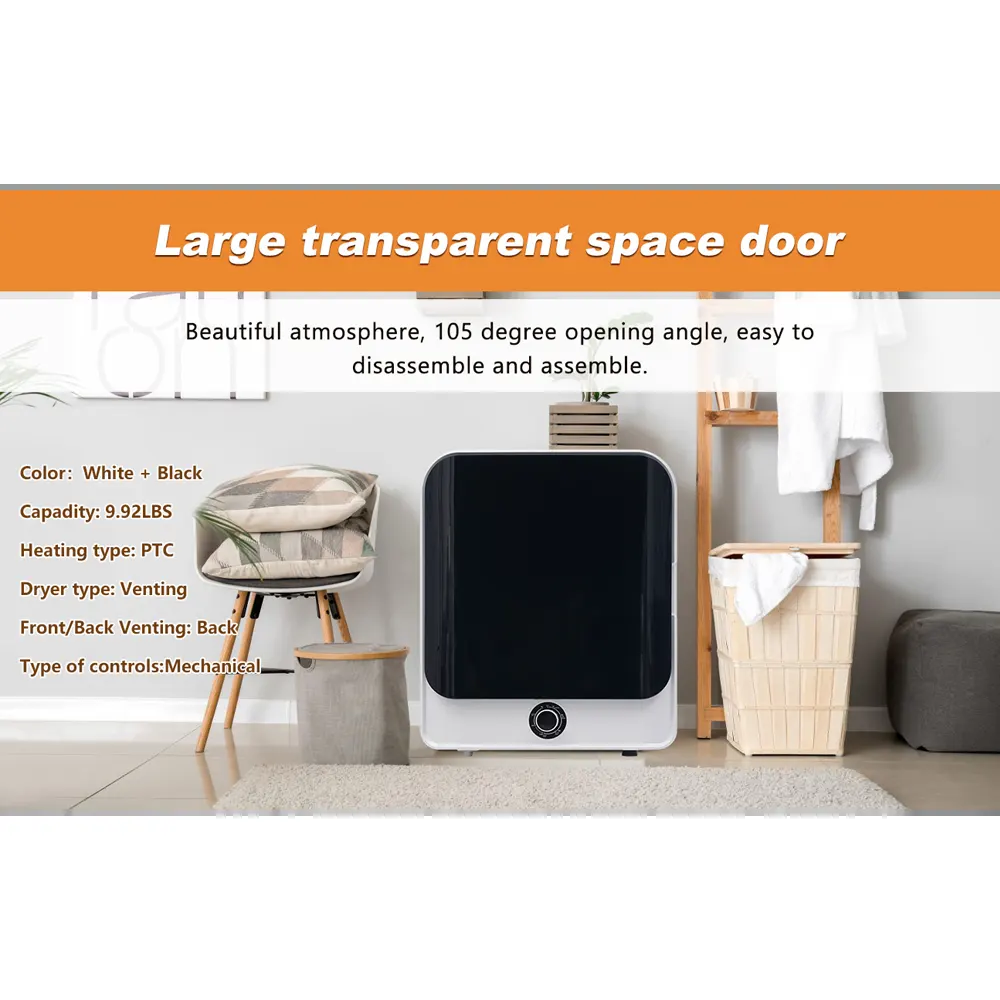 Large transparent space door
Beautiful atmosphere, 105 degree opening angle, easy to
disassemble and assemble.
Color: White + Black
Capadity: 9.92LBS
Heating type: PTC
Dryer type: Venting
Front/Back Venting: Back
Type of controls:Mechanical